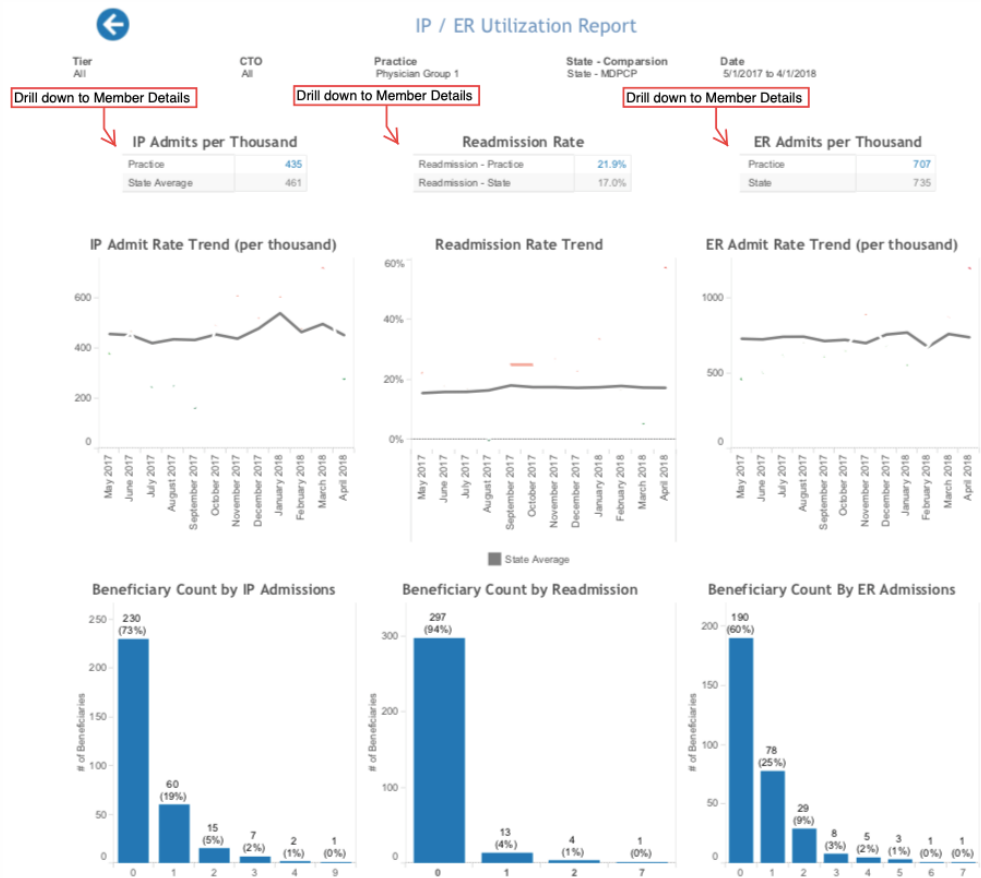 IP / ER Utilization Report
Tier CTO Practice State - Comparsion Date
All All Physician Group 1 State - MDPCP 5/1/2017 to 4/1/2018
Drill down to Member Details Drill down to Member Details Drill down to Member Details
IP Admits per Thousand
Practice 435
State Average 461
Readmission Rate
Readmission - Practice 21.9%
Readmission - State 17.0%
ER Admits per Thousand
Practice 707
State 735
IP Admit Rate Trend (per thousand)
600
400
200
0
May 2017
June 2017
July 2017
August 2017
September 2017
October 2017
November 2017
December 2017
January 2018
February 2018
March 2018
April 2018
Readmission Rate Trend
60%
40%
20%
0%
May 2017
June 2017
July 2017
August 2017
September 2017
October 2017
November 2017
December 2017
January 2018
February 2018
March 2018
April 2018
ER Admit Rate Trend (per thousand)
1000
500
0
May 2017
June 2017
July 2017
August 2017
September 2017
October 2017
November 2017
December 2017
January 2018
February 2018
March 2018
April 2018
State Average
Beneficiary Count by IP Admissions
# of Beneficiaries
250
200
150
100
50
0
230
(73%)
60
(19%)
15
(5%)
7
(2%)
2
(1%)
1
(0%)
0 1 2 3 4 9
Beneficiary Count by Readmission
# of Beneficiaries
300
200
100
0
297
(94%)
13
(4%)
4
(1%)
1
(0%)
0 1 2 7
Beneficiary Count By ER Admissions
# of Beneficiaries
200
150
100
50
0
190
(60%)
78
(25%)
29
(9%)
8
(3%)
5
(2%)
3
(1%)
1
(0%)
1
(0%)
0 1 2 3 4 5 6 7